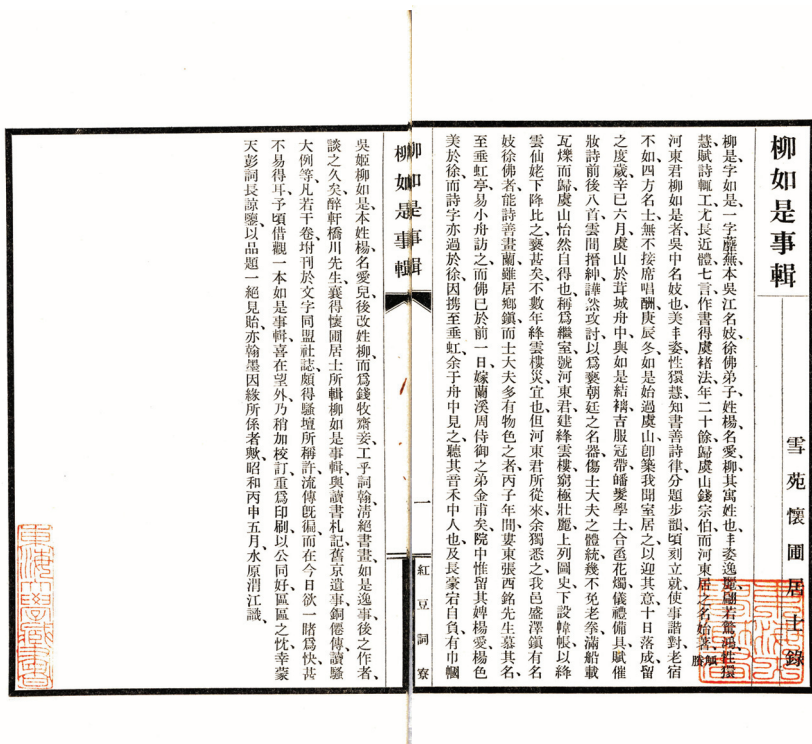 柳如是事輯
雪苑懷圃居士錄
柳是字如是一字蘼蕪本吳江名妓徐佛弟子姓楊名愛柳其寓姓也丰姿逸麗翩若驚鴻性獧
慧賦詩輒工尤長近體七言作書得虞褚法年二十餘歸虞山錢宗伯而河東君之名始著觚賸
河東君柳如是者吳中名妓也美丰姿性獧慧知書善詩律分題步韻頃刻立就使事諧對老宿
不如四方名士無不接席唱酬庚辰冬如是始過虞山卽築我聞室居之以迎其意十日落成留
之度歲辛巳六月虞山於茸城舟中與如是結褵吉服冠帶皤髮學士合巹花燭儀禮備具賦催
妝詩前後八首雲間搢紳譁然攻討以爲褻朝廷之名器傷士大夫之體統幾不免老拳滿船載
瓦爍而歸虞山怡然自得也稱爲繼室號河東君建絳雲樓窮極壯麗上列圖史下設幃帳以絳
雲仙姥下降比之褻甚矣不數年絳雲樓災宜也但河東君所從來余獨悉之我邑盛澤鎮有名
妓徐佛者能詩善畫蘭雖居鄉鎮而士大夫多有物色之者丙子年間婁東張西銘先生慕其名
至垂虹亭易小舟訪之而佛已於前一日嫁蘭溪周侍御之弟金甫矣院中惟留其婢楊愛楊色
美於徐而詩字亦過於徐因携至垂虹余于舟中見之聽其音禾中人也及長豪宕自負有巾幗
柳如是事輯
一
紅豆詞寮
柳如是事輯
吳姬柳如是本姓楊名愛兒後改姓柳而爲錢牧齋妾工乎詞翰淸絕書畫如是逸事後之作者
談之久矣醉軒橋川先生襄得懷圃居士所輯柳如是事輯與讀書札記舊京遺事銅僊傳讀騷
大例等凡若干卷坿刊於文字同盟社誌頗得騷壇所稱許流傳旣徧而在今日欲一睹爲快甚
不易得耳予頃借觀一本如是事輯喜在望外乃稍加校訂重爲印刷以公同好區區之忱幸蒙
天彭詞長諒鑒以品題一絕見貽亦翰墨因緣所係者歟昭和丙申五月水原渭江識
東海大學藏書